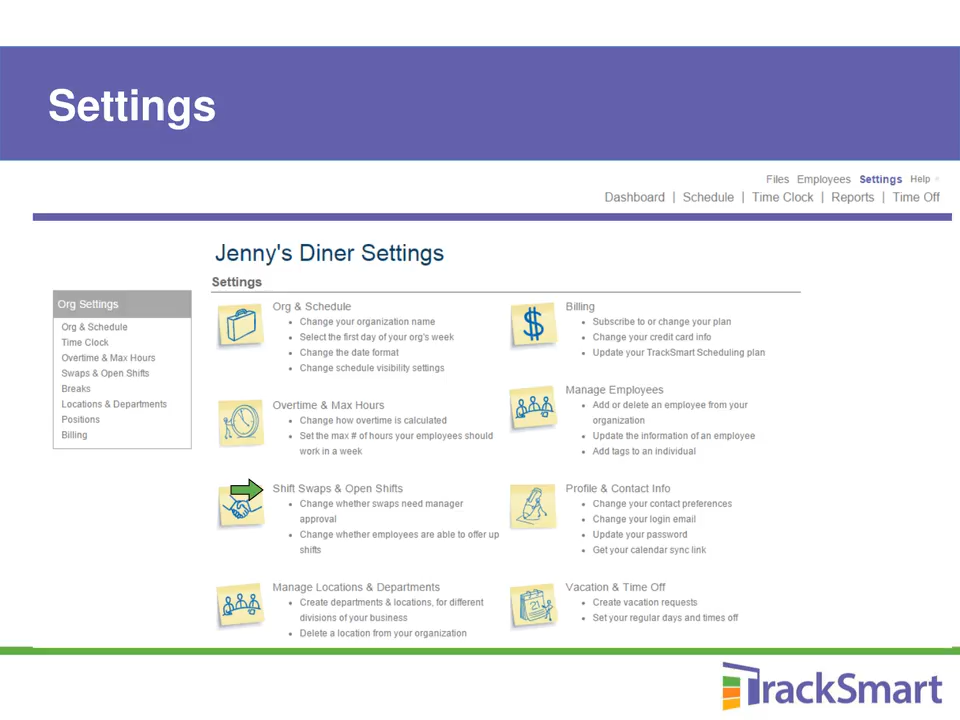 Settings
Files Employees Settings Help
Dashboard | Schedule | Time Clock | Reports | Time Off
Jenny's Diner Settings
Settings
Org Settings
Org & Schedule
Time Clock
Overtime & Max Hours
Swaps & Open Shifts
Breaks
Locations & Departments
Positions
Billing
Org & Schedule
• Change your organization name
• Select the first day of your org's week
• Change the date format
• Change schedule visibility settings
Overtime & Max Hours
• Change how overtime is calculated
• Set the max # of hours your employees should
work in a week
Shift Swaps & Open Shifts
• Change whether swaps need manager
approval
• Change whether employees are able to offer up
shifts
Manage Locations & Departments
• Create departments & locations, for different
divisions of your business
• Delete a location from your organization
$
Billing
• Subscribe to or change your plan
• Change your credit card info
• Update your TrackSmart Scheduling plan
Manage Employees
• Add or delete an employee from your
organization
• Update the information of an employee
• Add tags to an individual
Profile & Contact Info
• Change your contact preferences
• Change your login email
• Update your password
• Get your calendar sync link
21
Vacation & Time Off
• Create vacation requests
• Set your regular days and times off
TrackSmart